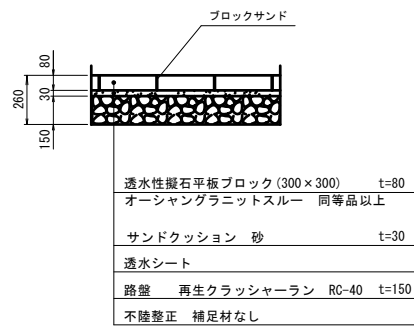 ブロックサンド
80
30
260
150
透水性擬石平板ブロック(300×300) t=80
オーシャングラニットスルー 同等品以上
サンドクッション 砂 t=30
透水シート
路盤 再生クラッシャーラン RC-40 t=150
不陸整正 補足材なし